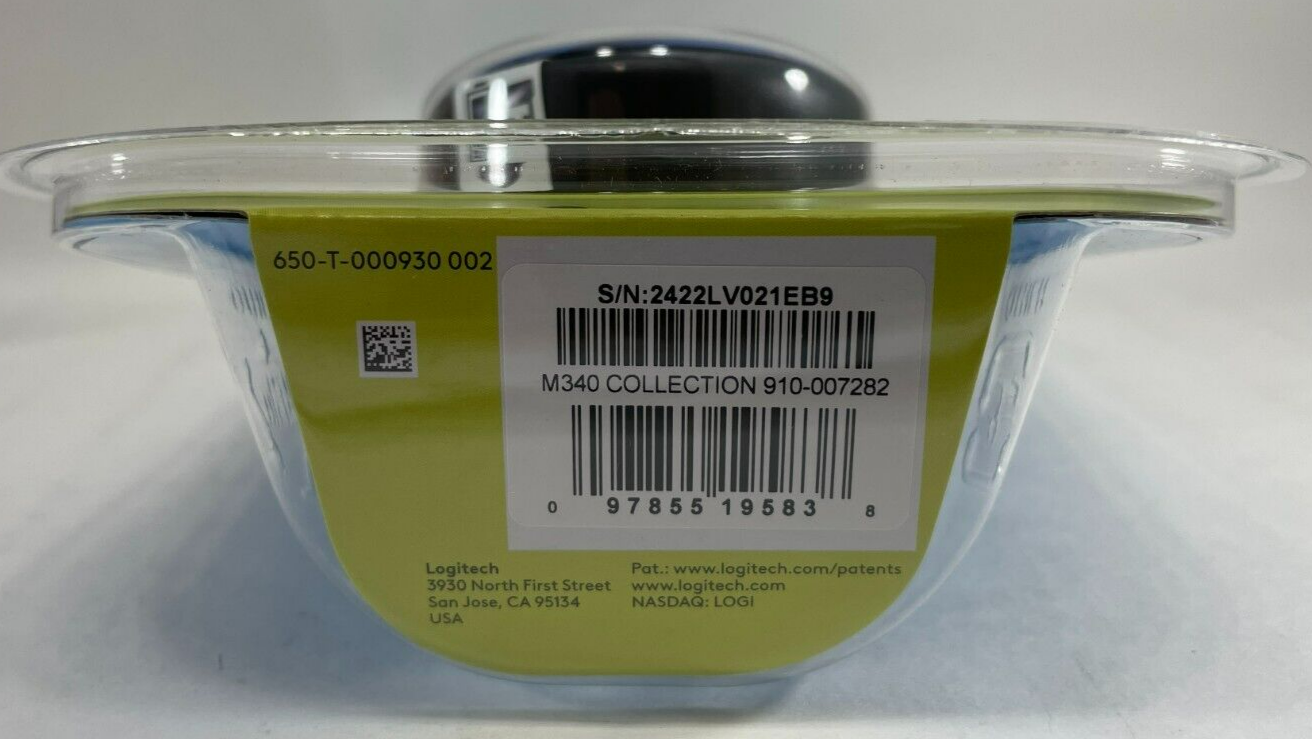 650-T-000930 002
S/N:2422LV021EB9
M340 COLLECTION 910-007282
0 97855 19583 8
Logitech
3930 North First Street
San Jose, CA 95134
USA
Pat.: www.logitech.com/patents
www.logitech.com
NASDAQ: LOGI